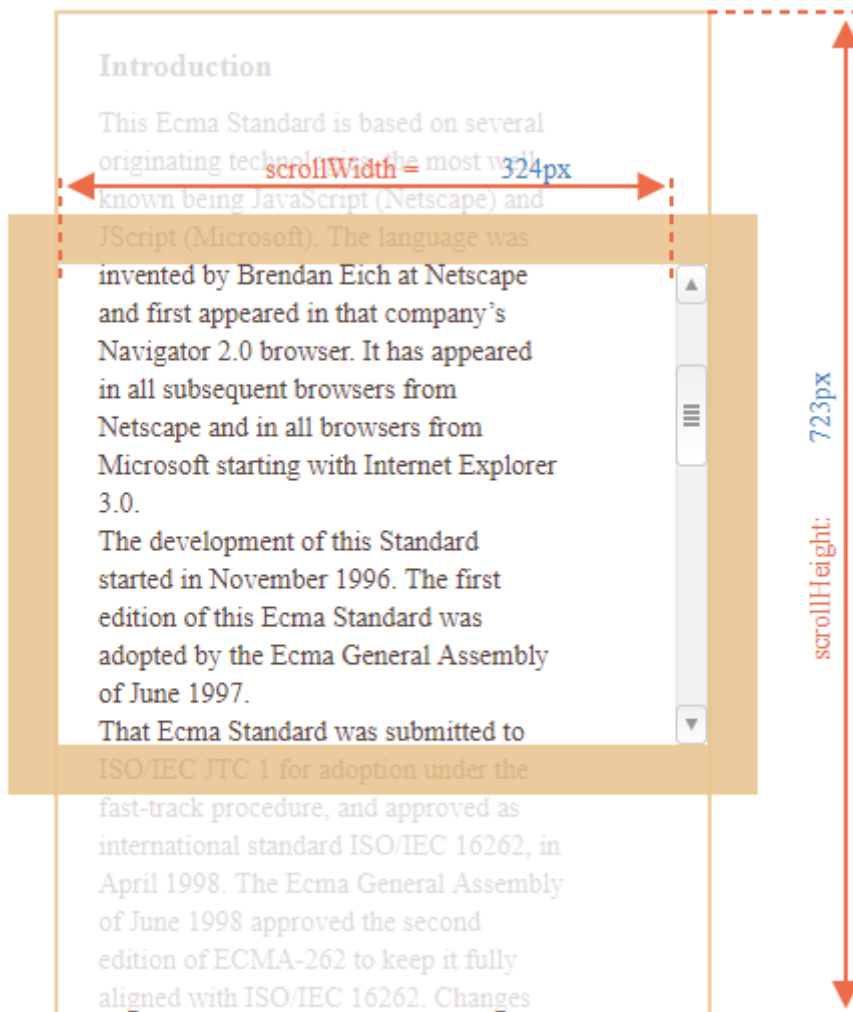 Introduction
This Ecma Standard is based on several
originating technologies, the most well
scrollWidth = 324px
known being JavaScript (Netscape) and
JScript (Microsoft). The language was
invented by Brendan Eich at Netscape
and first appeared in that company’s
Navigator 2.0 browser. It has appeared
in all subsequent browsers from
Netscape and in all browsers from
Microsoft starting with Internet Explorer
3.0.
The development of this Standard
started in November 1996. The first
edition of this Ecma Standard was
adopted by the Ecma General Assembly
of June 1997.
That Ecma Standard was submitted to
ISO/IEC JTC 1 for adoption under the
fast-track procedure, and approved as
international standard ISO/IEC 16262, in
April 1998. The Ecma General Assembly
of June 1998 approved the second
edition of ECMA-262 to keep it fully
aligned with ISO/IEC 16262. Changes
scrollHeight: 723px